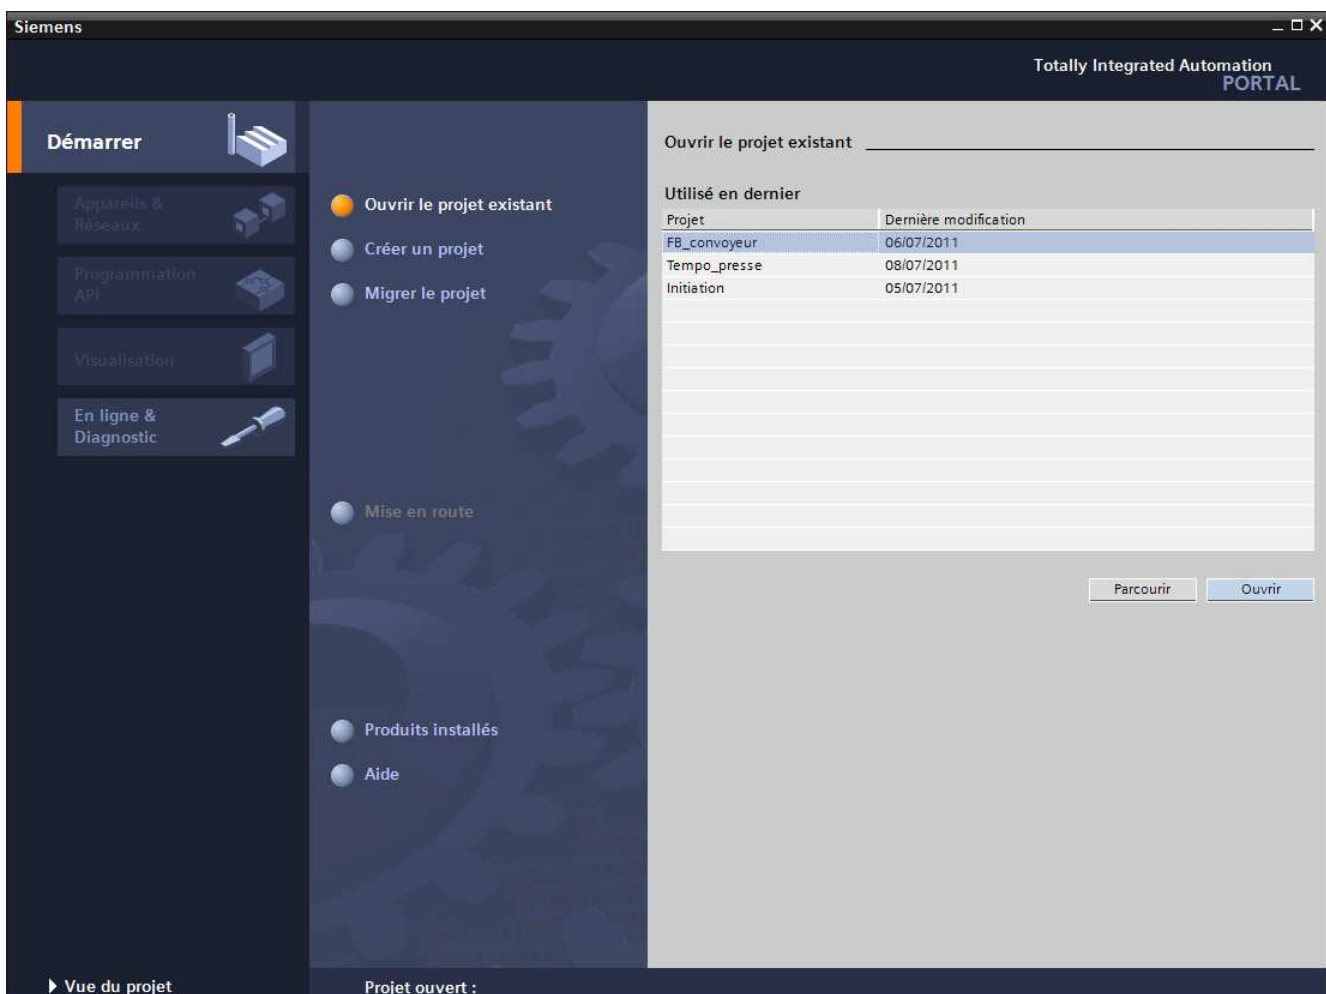 Siemens
Totally Integrated Automation
PORTAL
Démarrer
Appareils &
Réseaux
Programmation
API
Visualisation
En ligne &
Diagnostic
Vue du projet
Ouvrir le projet existant
Créer un projet
Migrer le projet
Mise en route
Produits installés
Aide
Projet ouvert :
Ouvrir le projet existant
Utilisé en dernier
Projet Dernière modification
FB_convoyeur 06/07/2011
Tempo_presse 08/07/2011
Initiation 05/07/2011
Parcourir Ouvrir